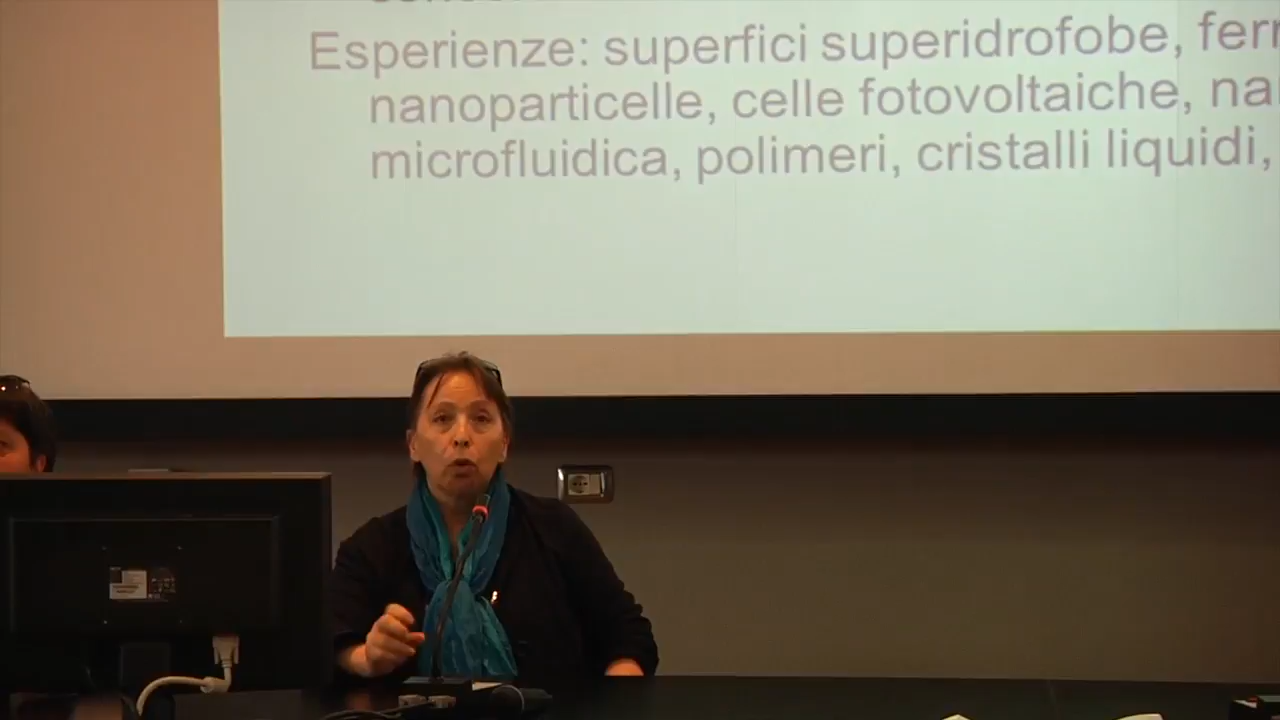 Esperienze: superfici superidrofobe,
nanoparticelle, celle fotovoltaiche,
microfluidica, polimeri, cristalli liquidi,